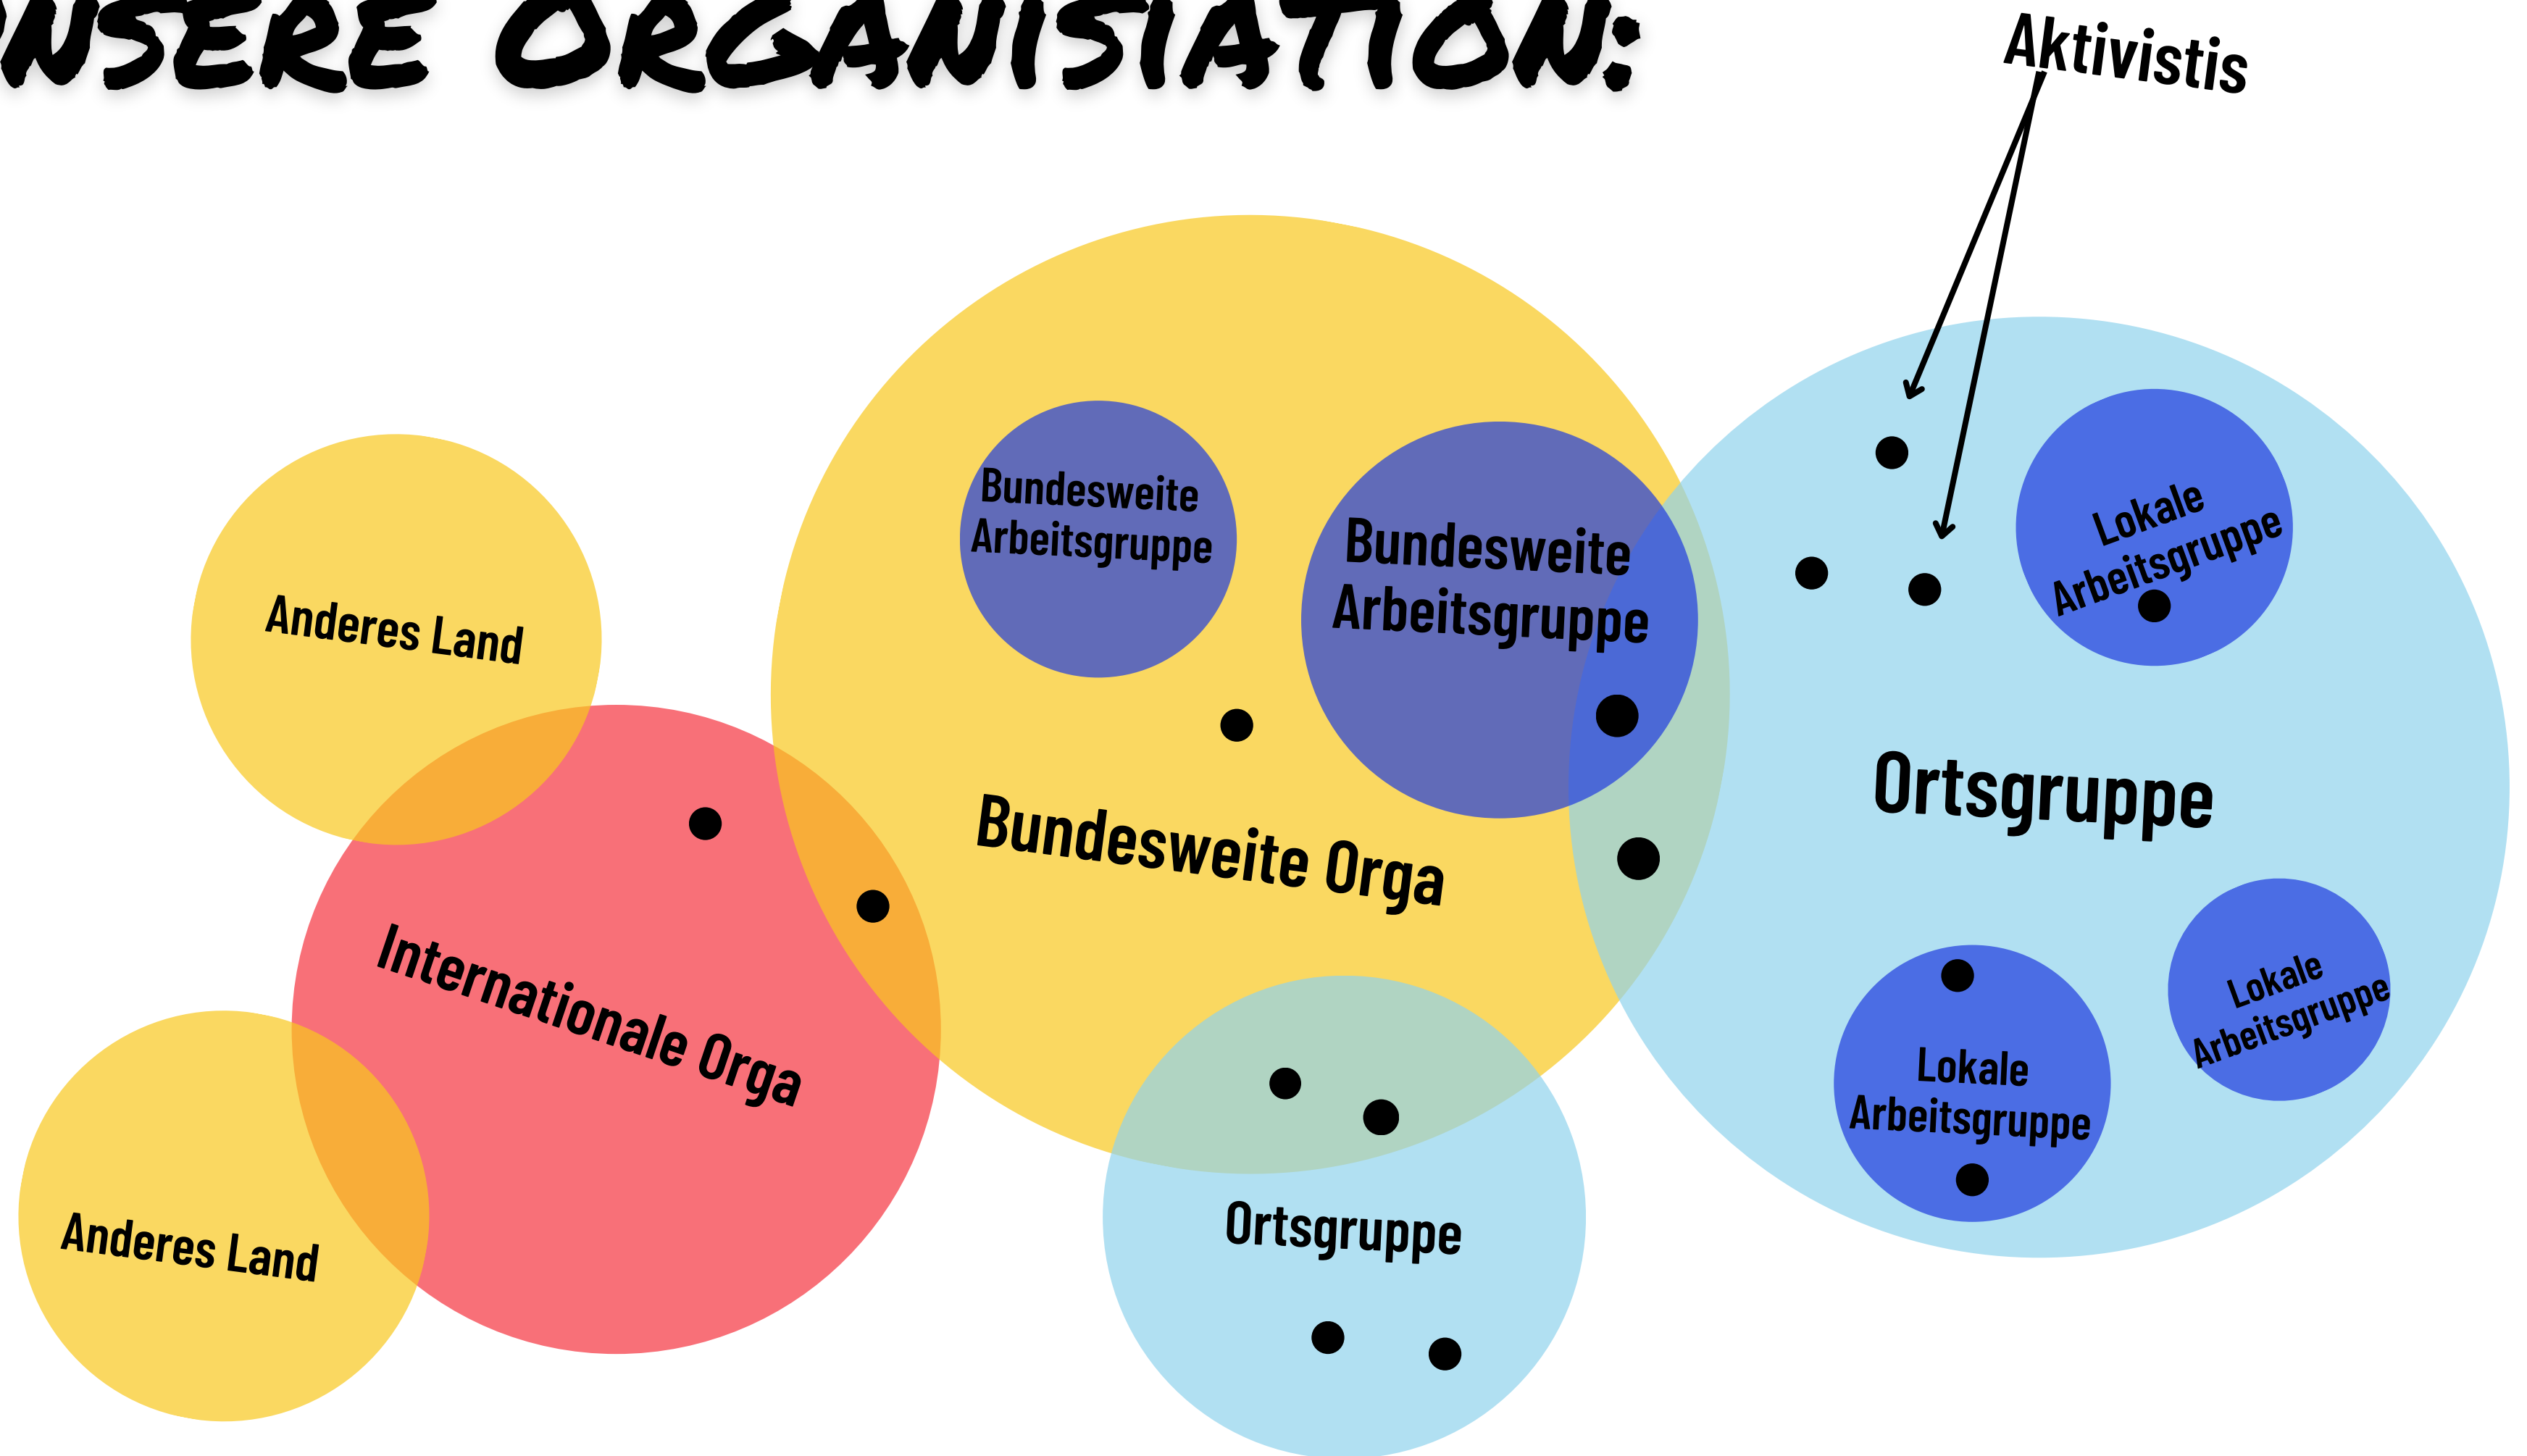 UNSERE ORGANISIATION:
Aktivistis
Bundesweite
Arbeitsgruppe
Bundesweite
Arbeitsgruppe
Lokale
Arbeitsgruppe
Anderes Land
Ortsgruppe
Bundesweite Orga
Internationale Orga
Lokale
Arbeitsgruppe
Lokale
Arbeitsgruppe
Ortsgruppe
Anderes Land